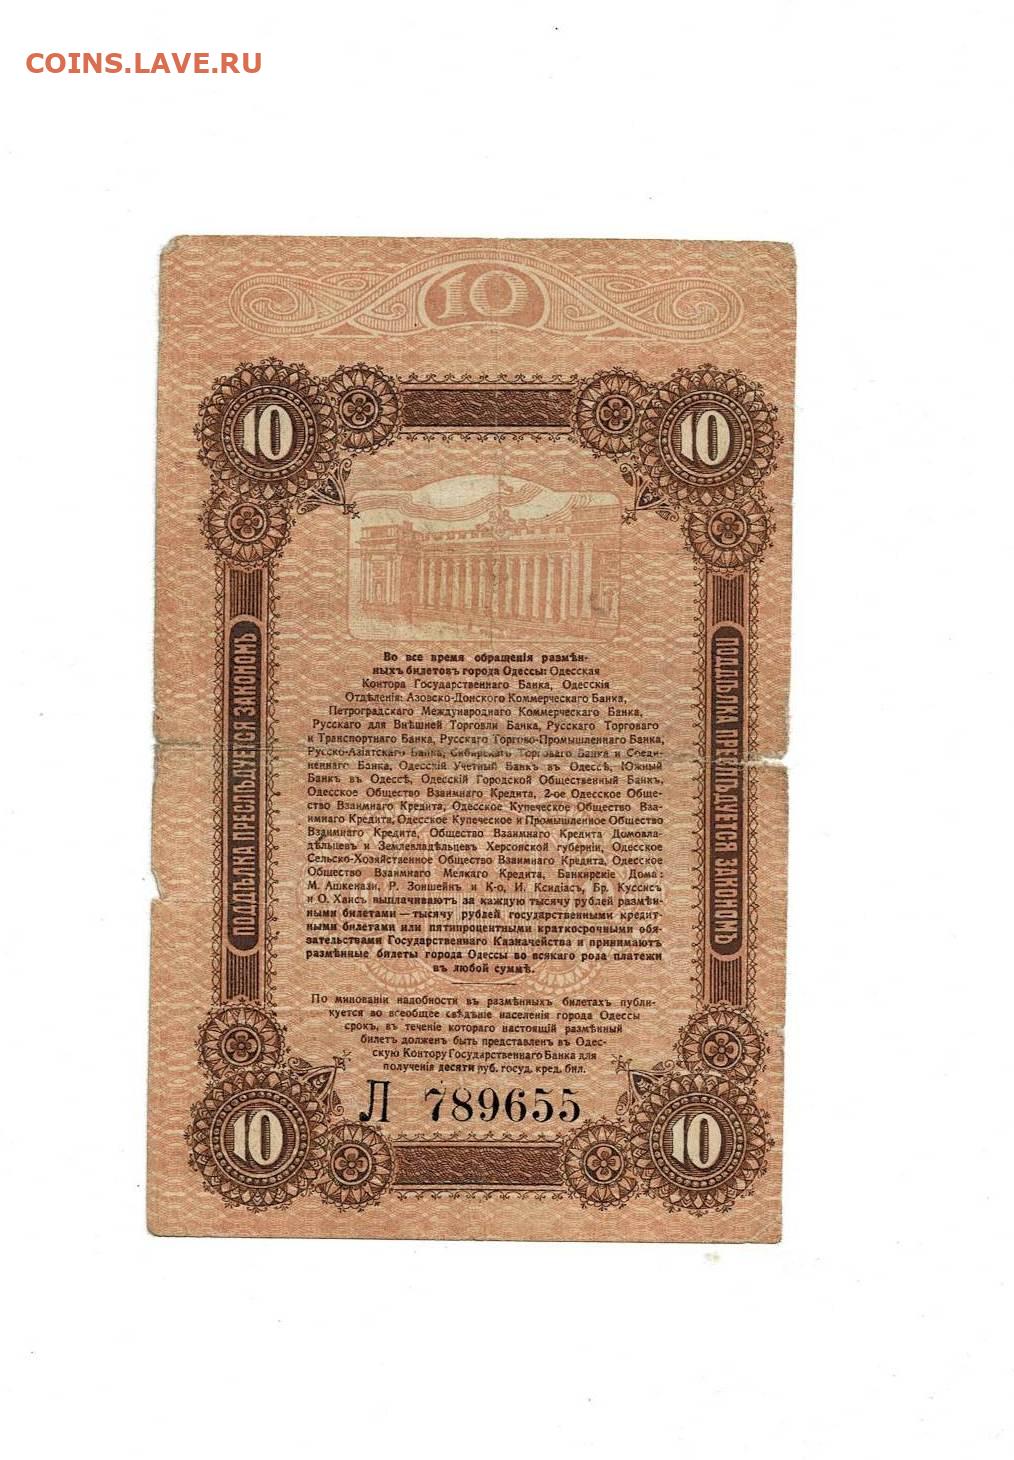 COINS.LAVE.RU
10
10
10
Во все время обращенія размѣн-
ныхъ билетовъ города Одессы: Одесская
Контора Государственнаго Банка, Одесскія
Отдѣленія: Азовско-Донского Коммерческаго Банка,
Петроградскаго Международнаго Коммерческаго Банка,
Русскаго для Внѣшней Торговли Банка, Русскаго Торговаго
и Транспортнаго Банка, Русскаго Торгово-Промышленнаго Банка,
Русско-Азіатскаго Банка, Сибирскаго Торговаго Банка и Соеди-
неннаго Банка, Одесскій Учетный Банкъ въ Одессѣ, Южный
Банкъ въ Одессѣ, Одесскій Городской Общественный Банкъ,
Одесское Общество Взаимнаго Кредита, 2-ое Одесское Обще-
ство Взаимнаго Кредита, Одесское Купеческое Общество Вза-
имнаго Кредита, Одесское Купеческое и Промышленное Общество
Взаимнаго Кредита, Общество Взаимнаго Кредита Домовла-
дѣльцевъ и Землевладѣльцевъ Херсонской губерніи, Одесское
Сельско-Хозяйственное Общество Взаимнаго Кредита, Одесское
Общество Взаимнаго Мелкаго Кредита, Банкирскіе Дома:
М. Ашкенази, Р. Зоншейнъ и К-о, И. Ксидіасъ, Бр. Куссисъ
и О. Хаисъ выплачиваютъ за каждую тысячу рублей размѣн-
ными билетами — тысячу рублей государственными кредит-
ными билетами или пятипроцентными краткосрочными обя-
зательствами Государственнаго Казначейства и принимаютъ
размѣнные билеты города Одессы во всякаго рода платежи
въ любой суммѣ.
По минованіи надобности въ размѣнныхъ билетахъ публи-
куется во всеобщее свѣдѣніе населенія города Одессы
срокъ, въ теченіе котораго настоящій размѣнный
билетъ долженъ быть представленъ въ Одес-
скую Контору Государственнаго Банка для
полученія десяти руб. госуд. кред. бил.
Л 789655
10
10
ПОДДѢЛКА ПРЕСЛѢДУЕТСЯ ЗАКОНОМЪ
ПОДДѢЛКА ПРЕСЛѢДУЕТСЯ ЗАКОНОМЪ